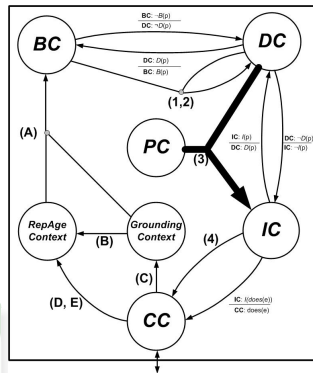 BC: ¬B(p)
DC: ¬D(p)
BC
DC
DC: D(p)
BC: B(p)
(1,2)
(A)
PC
(3)
IC: I(p)
DC: D(p)
DC: ¬D(p)
IC: ¬I(p)
RepAge
Context
Grounding
Context
IC
(B)
(4)
(C)
(D, E)
CC
IC: I(does(e))
CC: does(e)